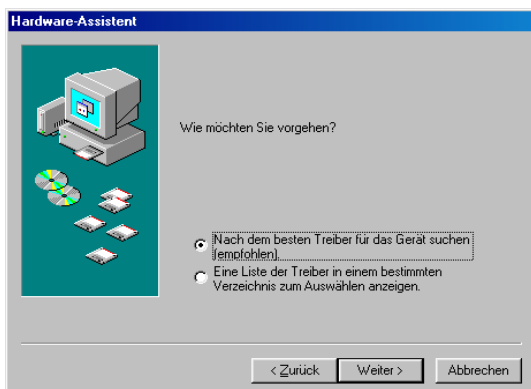 Hardware-Assistent
Wie möchten Sie vorgehen?
Nach dem besten Treiber für das Gerät suchen
(empfohlen).
Eine Liste der Treiber in einem bestimmten
Verzeichnis zum Auswählen anzeigen.
< Zurück Weiter > Abbrechen